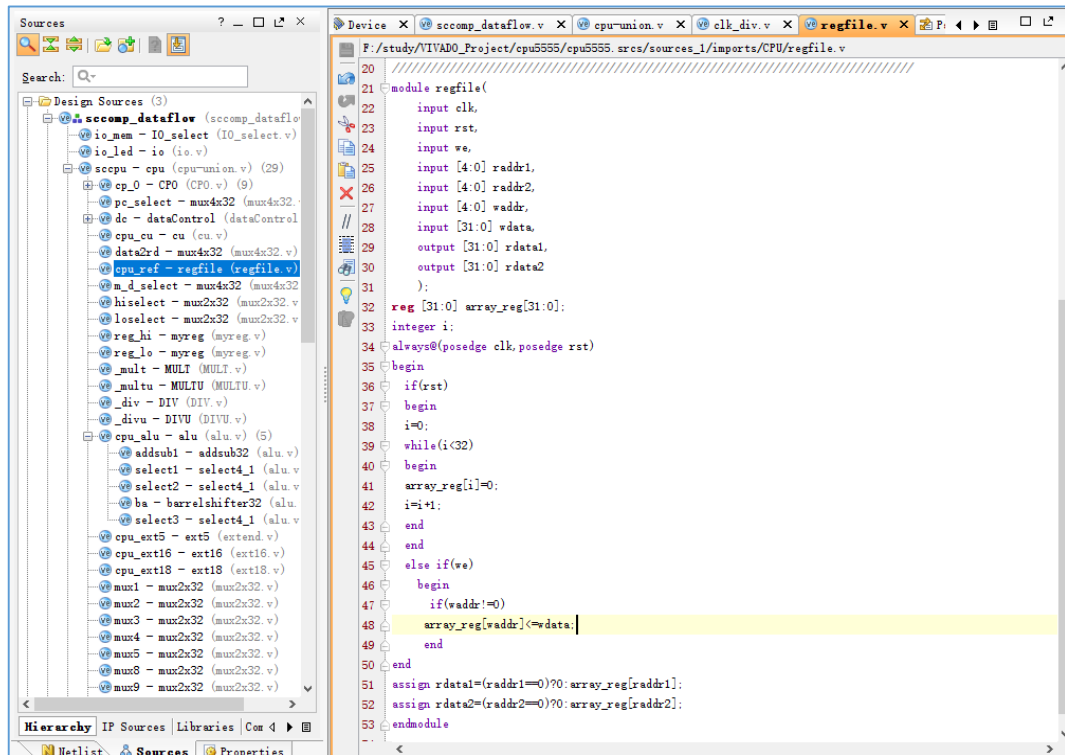 Sources
Search:
Design Sources (3)
sccomp_dataflow (sccomp_dataflo
io_mem - IO_select (IO_select.v)
io_led - io (io.v)
sccpu - cpu (cpu-union.v) (29)
cp_0 - CP0 (CP0.v) (9)
pc_select - mux4x32 (mux4x32.
dc - dataControl (dataControl
cpu_cu - cu (cu.v)
data2rd - mux4x32 (mux4x32.v)
cpu_ref - regfile (regfile.v)
m_d_select - mux4x32 (mux4x32
hiselect - mux2x32 (mux2x32.v
loselect - mux2x32 (mux2x32.v
reg_hi - myreg (myreg.v)
reg_lo - myreg (myreg.v)
_mult - MULT (MULT.v)
_multu - MULTU (MULTU.v)
_div - DIV (DIV.v)
_divu - DIVU (DIVU.v)
cpu_alu - alu (alu.v) (5)
addsub1 - addsub32 (alu.v)
select1 - select4_1 (alu.v
select2 - select4_1 (alu.v
ba - barrelshifter32 (alu.
select3 - select4_1 (alu.v
cpu_ext5 - ext5 (extend.v)
cpu_ext16 - ext16 (ext16.v)
cpu_ext18 - ext18 (ext18.v)
mux1 - mux2x32 (mux2x32.v)
mux2 - mux2x32 (mux2x32.v)
mux3 - mux2x32 (mux2x32.v)
mux4 - mux2x32 (mux2x32.v)
mux5 - mux2x32 (mux2x32.v)
mux8 - mux2x32 (mux2x32.v)
mux9 - mux2x32 (mux2x32.v)
Hierarchy IP Sources Libraries Com
Netlist Sources Properties
Device sccomp_dataflow.v cpu-union.v clk_div.v regfile.v P
F:/study/VIVADO_Project/cpu5555/cpu5555.srcs/sources_1/imports/CPU/regfile.v
20 //////////////////////////////////////////////////////////////////////////////////
21 module regfile(
22 input clk,
23 input rst,
24 input we,
25 input [4:0] raddr1,
26 input [4:0] raddr2,
27 input [4:0] waddr,
28 input [31:0] wdata,
29 output [31:0] rdata1,
30 output [31:0] rdata2
31 );
32 reg [31:0] array_reg[31:0];
33 integer i;
34 always@(posedge clk,posedge rst)
35 begin
36 if(rst)
37 begin
38 i=0;
39 while(i<32)
40 begin
41 array_reg[i]=0;
42 i=i+1;
43 end
44 end
45 else if(we)
46 begin
47 if(waddr!=0)
48 array_reg[waddr]<=wdata;
49 end
50 end
51 assign rdata1=(raddr1==0)?0:array_reg[raddr1];
52 assign rdata2=(raddr2==0)?0:array_reg[raddr2];
53 endmodule